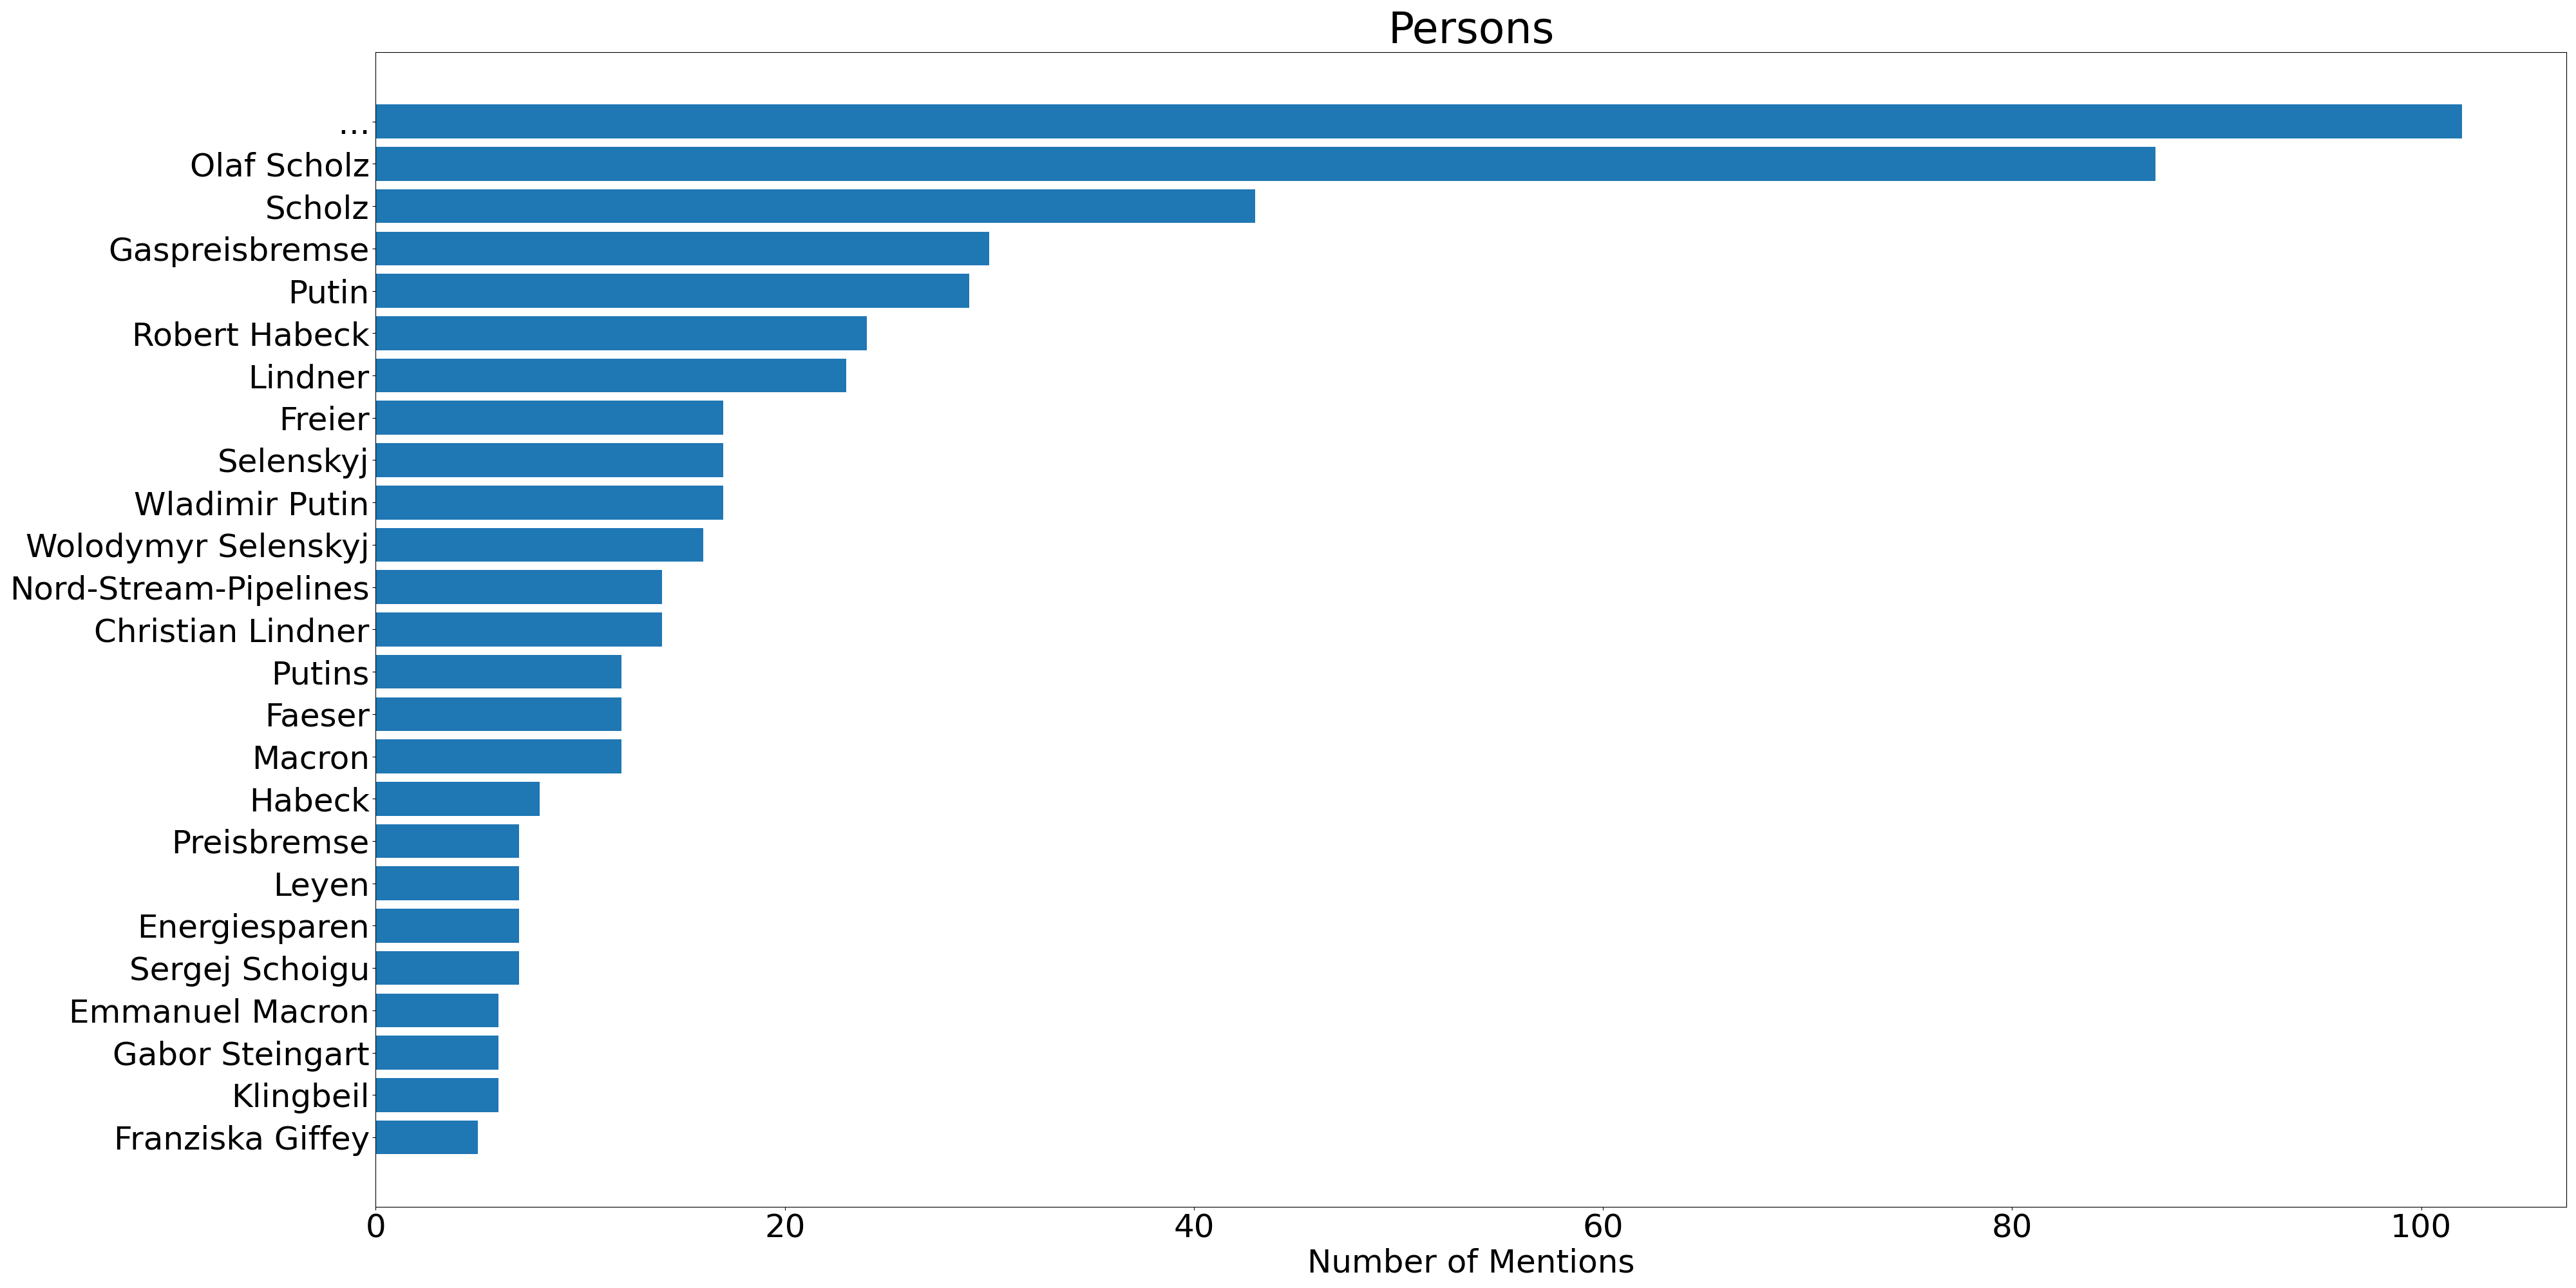 Persons
...
Olaf Scholz
Scholz
Gaspreisbremse
Putin
Robert Habeck
Lindner
Freier
Selenskyj
Wladimir Putin
Wolodymyr Selenskyj
Nord-Stream-Pipelines
Christian Lindner
Putins
Faeser
Macron
Habeck
Preisbremse
Leyen
Energiesparen
Sergej Schoigu
Emmanuel Macron
Gabor Steingart
Klingbeil
Franziska Giffey
0 20 40 60 80 100
Number of Mentions